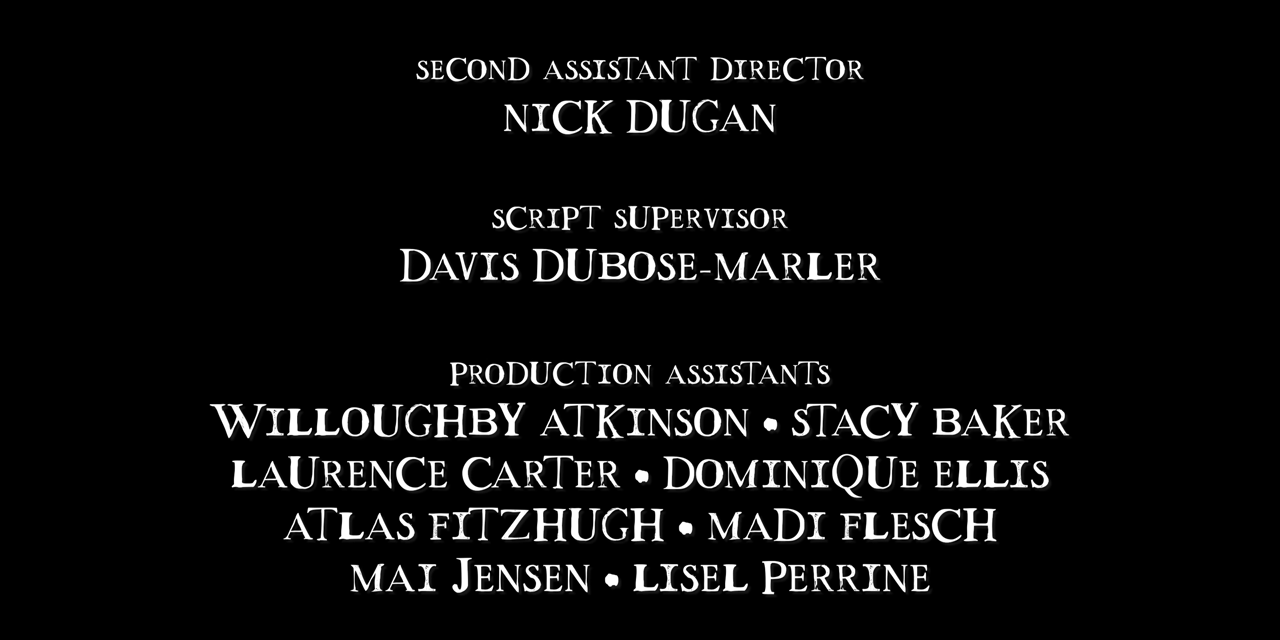 SECOND ASSISTANT DIRECTOR
NICK DUGAN
SCRIPT SUPERVISOR
DAVIS DUBOSE-MARLER
PRODUCTION ASSISTANTS
WILLOUGHBY ATKINSON • STACY BAKER
LAURENCE CARTER • DOMINIQUE ELLIS
ATLAS FITZHUGH • MADI FLESCH
MAI JENSEN • LISEL PERRINE